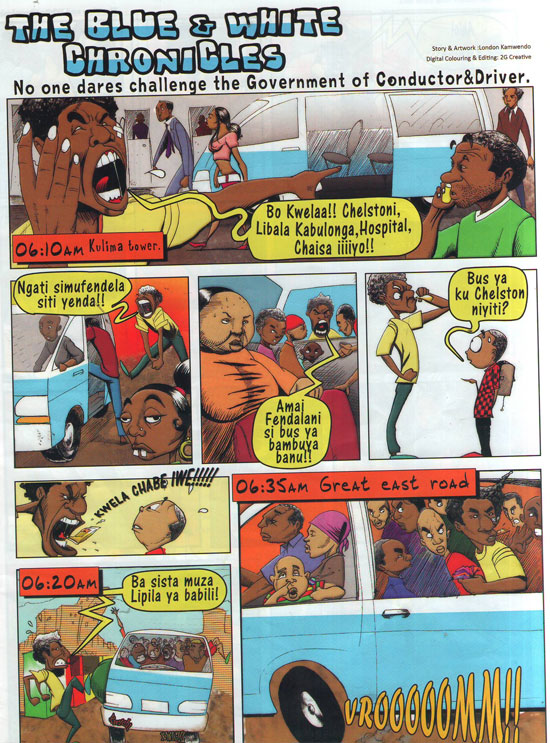 THE BLUE & WHITE
CHRONICLES
Story & Artwork :London Kamwendo
Digital Colouring & Editing: 2G Creative
No one dares challenge the Government of Conductor&Driver.
Bo Kwelaa!! Chelstoni,
Libala Kabulonga,Hospital,
Chaisa iiiiyo!!
06:10AM Kulima tower.
Ngati simufendela
siti yenda!!
Amai
Fendalani
si bus ya
bambuya
banu!!
Bus ya
ku Chelston
niyiti?
KWELA CHABE IWE!!!!!
06:20AM
Ba sista muza
Lipila ya babili!
06:35AM Great east road
VROOOOOMM!!